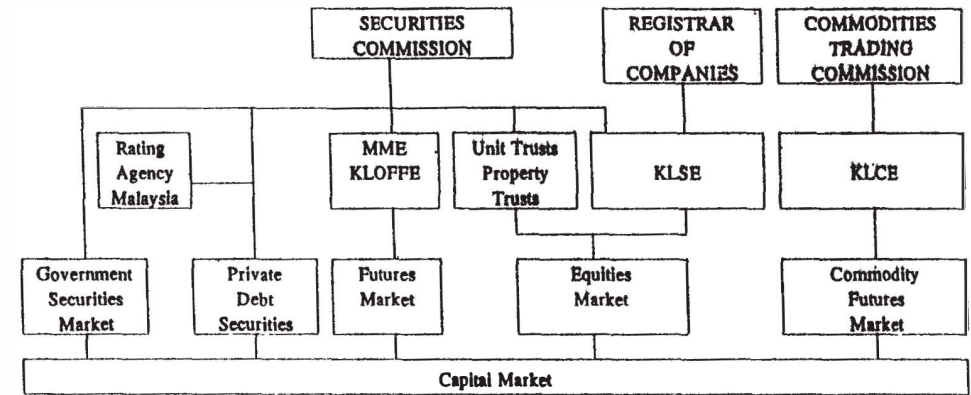 SECURITIES
COMMISSION
REGISTRAR
OF
COMPANIES
COMMODITIES
TRADING
COMMISSION
Rating
Agency
Malaysia
MME
KLOFFE
Unit Trusts
Property
Trusts
KLSE
KLCE
Government
Securities
Market
Private
Debt
Securities
Futures
Market
Equities
Market
Commodity
Futures
Market
Capital Market